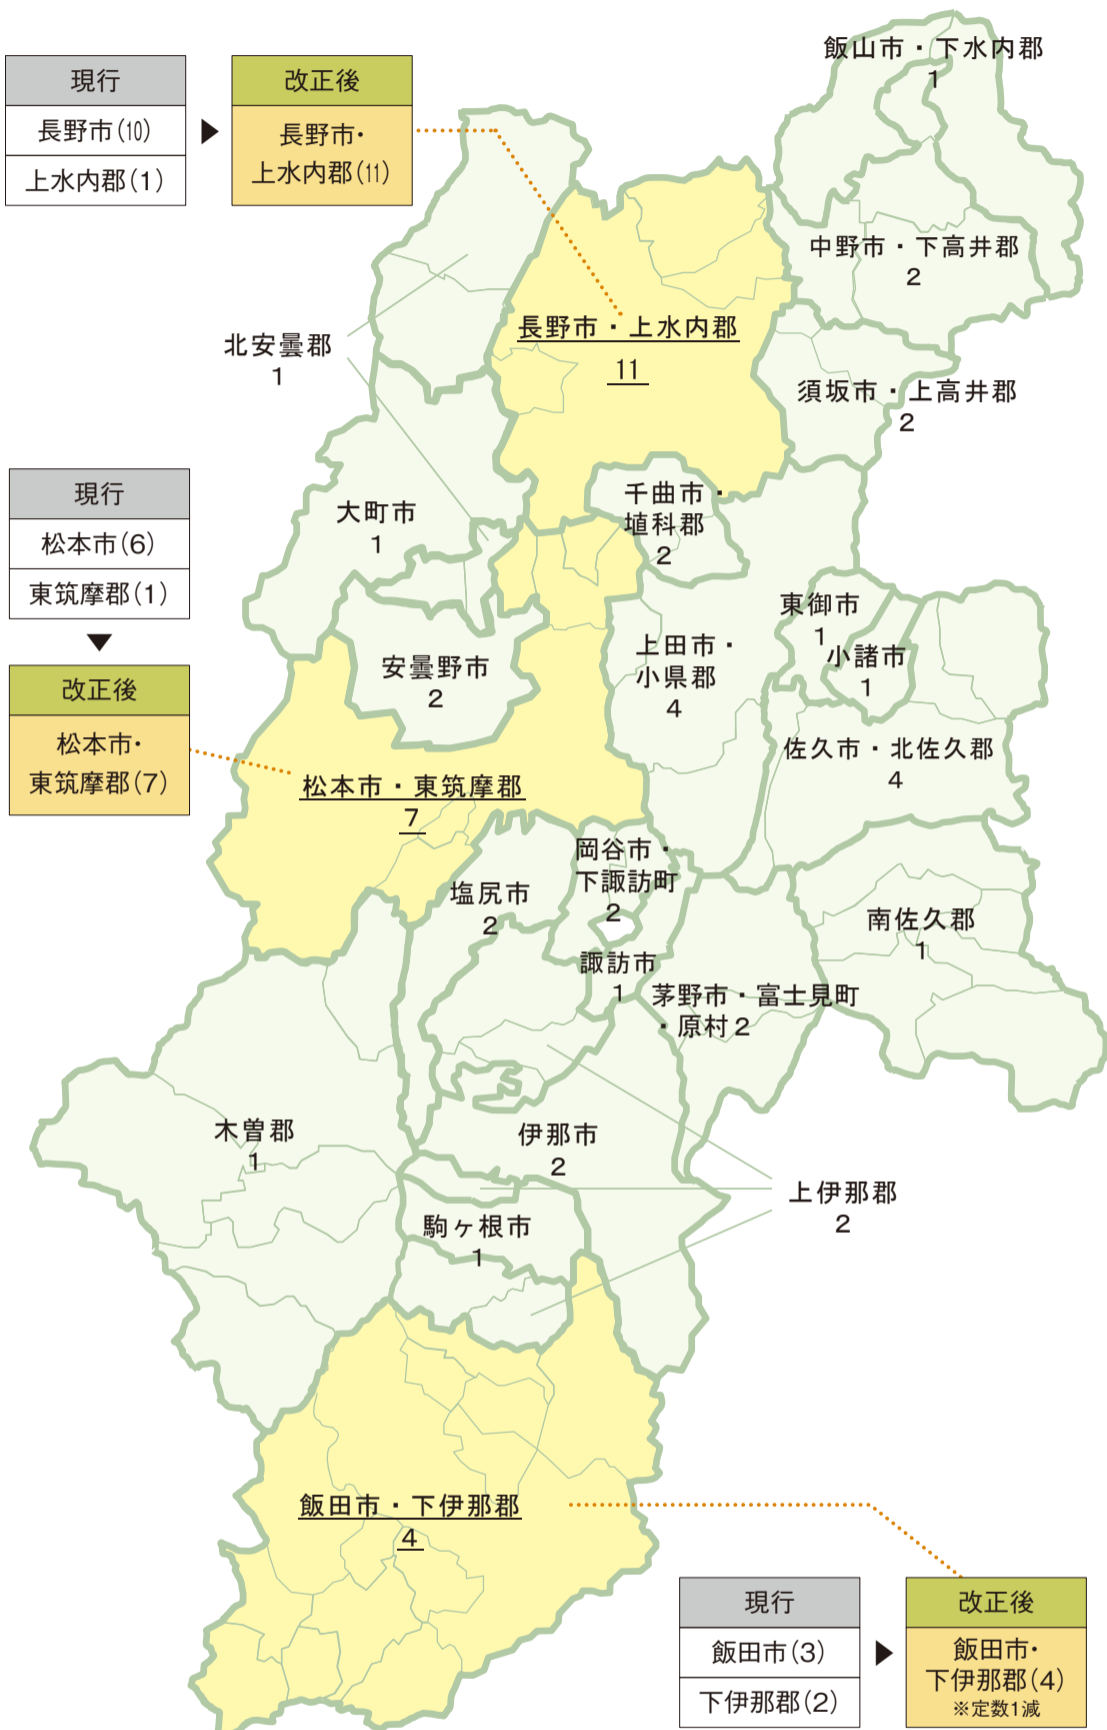 現行
長野市(10)
上水内郡(1)
▶
改正後
長野市・
上水内郡(11)
飯山市・下水内郡
1
中野市・下高井郡
2
長野市・上水内郡
11
北安曇郡
1
須坂市・上高井郡
2
現行
松本市(6)
東筑摩郡(1)
▼
改正後
松本市・
東筑摩郡(7)
大町市
1
千曲市・
埴科郡
2
東御市
1
小諸市
1
上田市・
小県郡
4
安曇野市
2
佐久市・北佐久郡
4
松本市・東筑摩郡
7
岡谷市・
下諏訪町
2
塩尻市
2
南佐久郡
1
諏訪市
1
茅野市・富士見町
・原村2
木曽郡
1
伊那市
2
上伊那郡
2
駒ヶ根市
1
飯田市・下伊那郡
4
現行
飯田市(3)
下伊那郡(2)
▶
改正後
飯田市・
下伊那郡(4)
※定数1減